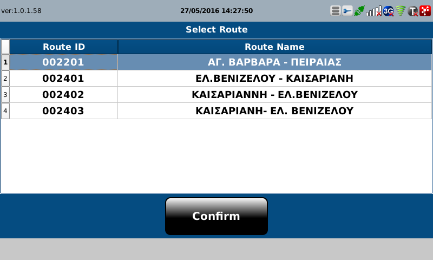 ver:1.0.1.58 27/05/2016 14:27:50
Select Route
Route ID Route Name
1 002201 ΑΓ. ΒΑΡΒΑΡΑ - ΠΕΙΡΑΙΑΣ
2 002401 ΕΛ.ΒΕΝΙΖΕΛΟΥ - ΚΑΙΣΑΡΙΑΝΗ
3 002402 ΚΑΙΣΑΡΙΑΝΝΗ - ΕΛ.ΒΕΝΙΖΕΛΟΥ
4 002403 ΚΑΙΣΑΡΙΑΝΗ- ΕΛ. ΒΕΝΙΖΕΛΟΥ
Confirm